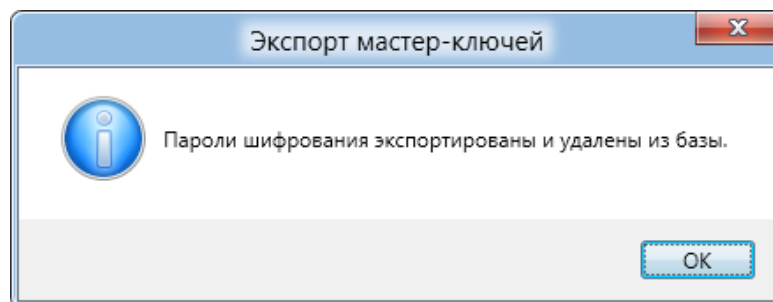 Экспорт мастер-ключей
Пароли шифрования экспортированы и удалены из базы.
OK